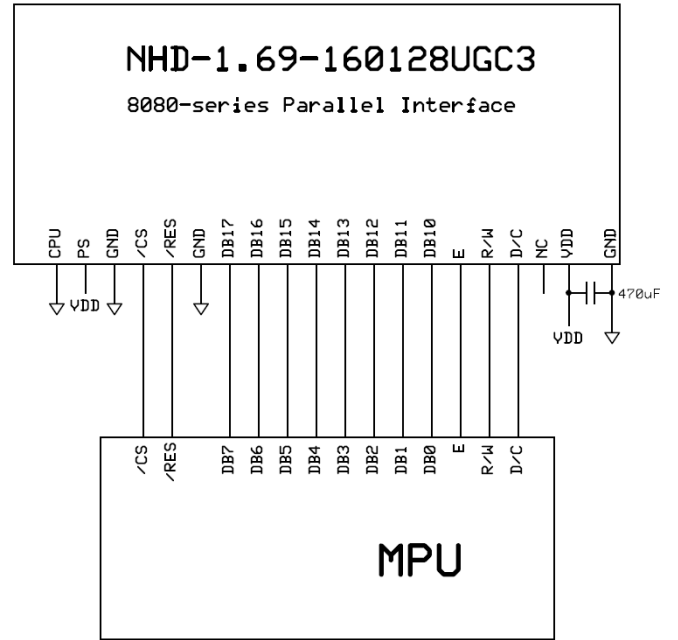 NHD-1.69-160128UGC3
8080-series Parallel Interface
CPU
PS
GND
/CS
/RES
GND
DB17
DB16
DB15
DB14
DB13
DB12
DB11
DB10
E
R/W
D/C
NC
VDD
GND
VDD
470uF
VDD
/CS
/RES
DB7
DB6
DB5
DB4
DB3
DB2
DB1
DB0
E
R/W
D/C
MPU